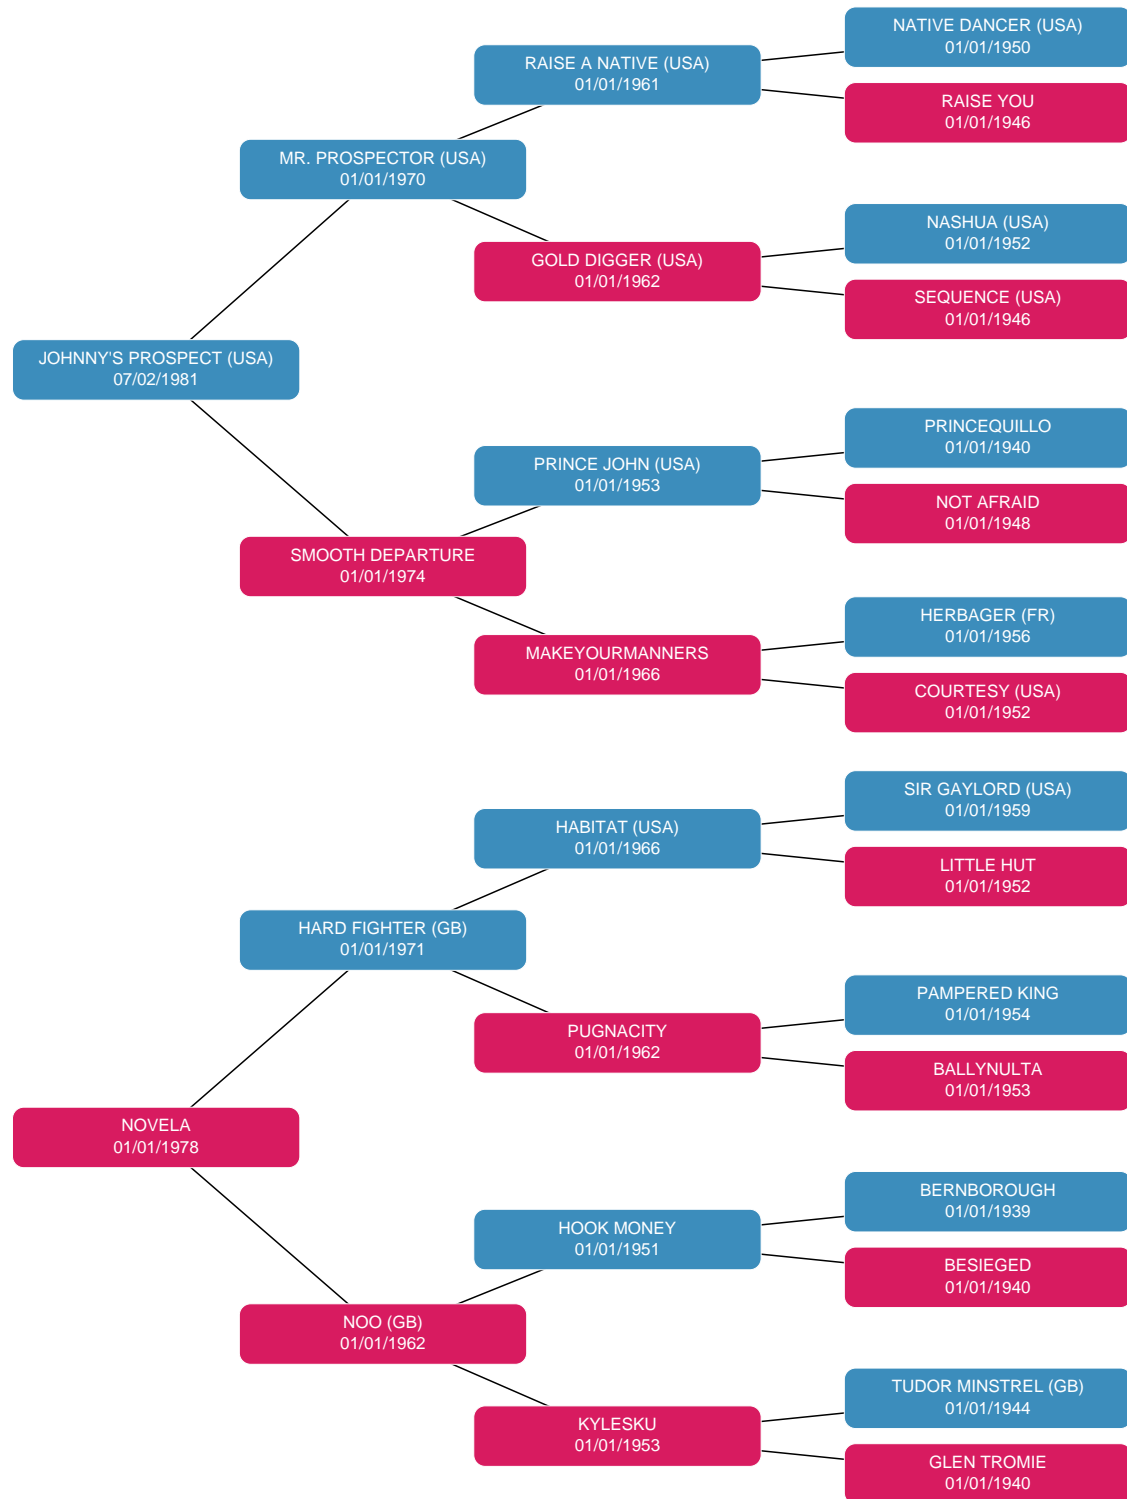 NATIVE DANCER (USA)
01/01/1950
RAISE A NATIVE (USA)
01/01/1961
RAISE YOU
01/01/1946
MR. PROSPECTOR (USA)
01/01/1970
NASHUA (USA)
01/01/1952
GOLD DIGGER (USA)
01/01/1962
SEQUENCE (USA)
01/01/1946
JOHNNY'S PROSPECT (USA)
07/02/1981
PRINCEQUILLO
01/01/1940
PRINCE JOHN (USA)
01/01/1953
NOT AFRAID
01/01/1948
SMOOTH DEPARTURE
01/01/1974
HERBAGER (FR)
01/01/1956
MAKEYOURMANNERS
01/01/1966
COURTESY (USA)
01/01/1952
SIR GAYLORD (USA)
01/01/1959
HABITAT (USA)
01/01/1966
LITTLE HUT
01/01/1952
HARD FIGHTER (GB)
01/01/1971
PAMPERED KING
01/01/1954
PUGNACITY
01/01/1962
BALLYNULTA
01/01/1953
NOVELA
01/01/1978
BERNBOROUGH
01/01/1939
HOOK MONEY
01/01/1951
BESIEGED
01/01/1940
NOO (GB)
01/01/1962
TUDOR MINSTREL (GB)
01/01/1944
KYLESKU
01/01/1953
GLEN TROMIE
01/01/1940